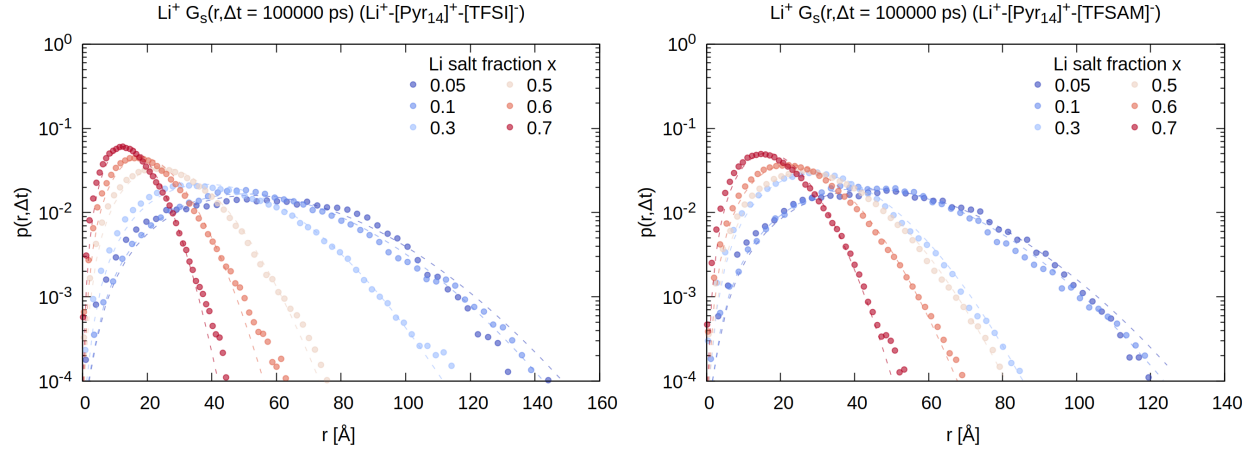 Li⁺ Gₛ(r,Δt = 100000 ps) (Li⁺-[Pyr₁₄]⁺-[TFSI]⁻)
10⁰
10⁻¹
10⁻²
10⁻³
10⁻⁴
p(r,Δt)
Li salt fraction x
0.05 0.5
0.1 0.6
0.3 0.7
0 20 40 60 80 100 120 140 160
r [Å]
Li⁺ Gₛ(r,Δt = 100000 ps) (Li⁺-[Pyr₁₄]⁺-[TFSAM]⁻)
10⁰
10⁻¹
10⁻²
10⁻³
10⁻⁴
p(r,Δt)
Li salt fraction x
0.05 0.5
0.1 0.6
0.3 0.7
0 20 40 60 80 100 120 140
r [Å]